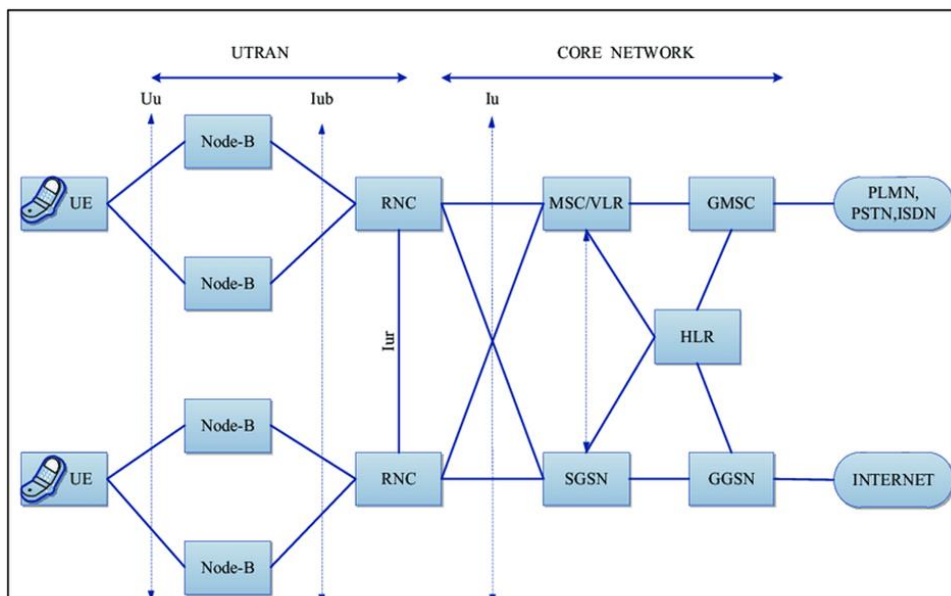 UTRAN
CORE NETWORK
Uu
Iub
Iu
Node-B
UE
RNC
MSC/VLR
GMSC
PLMN,
PSTN,ISDN
Node-B
Iur
HLR
Node-B
UE
RNC
SGSN
GGSN
INTERNET
Node-B